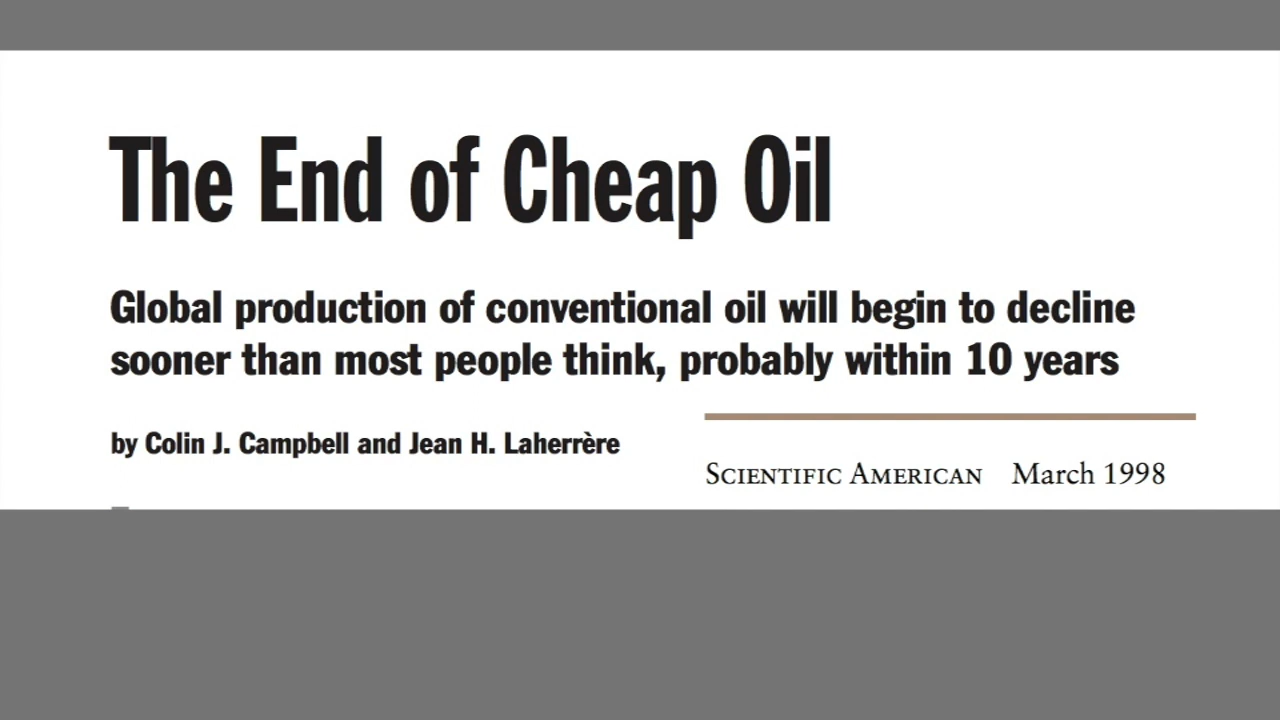 The End of Cheap Oil
Global production of conventional oil will begin to decline
sooner than most people think, probably within 10 years
by Colin J. Campbell and Jean H. Laherrère
SCIENTIFIC AMERICAN March 1998